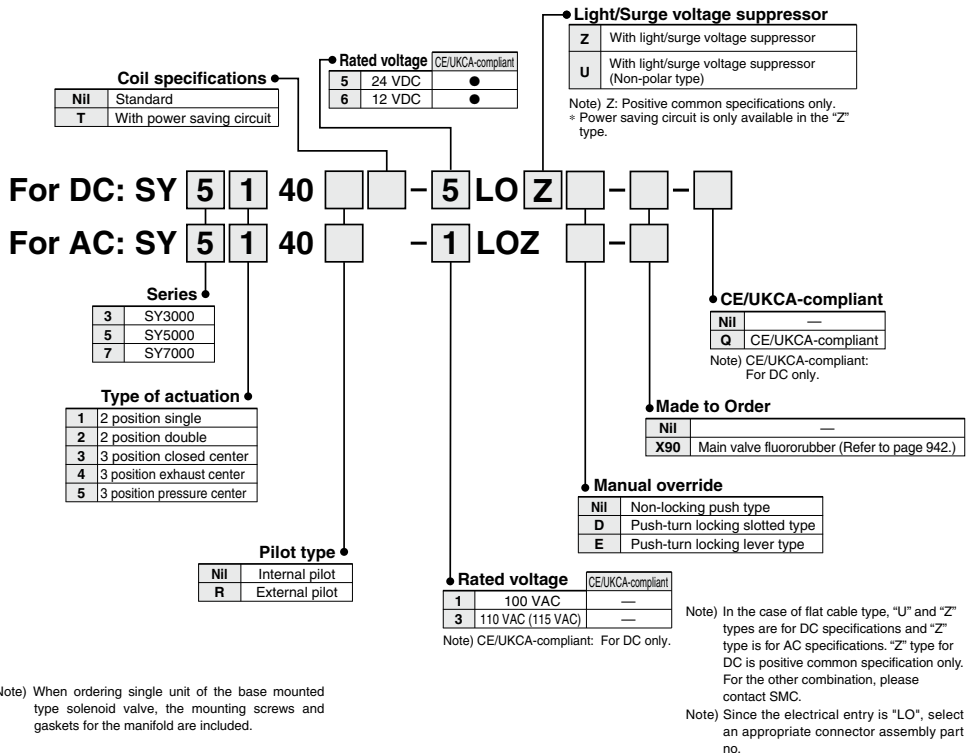 Light/Surge voltage suppressor
Z With light/surge voltage suppressor
U With light/surge voltage suppressor
(Non-polar type)
Note) Z: Positive common specifications only.
* Power saving circuit is only available in the “Z”
type.
Rated voltage CE/UKCA-compliant
5 24 VDC ●
6 12 VDC ●
Coil specifications
Nil Standard
T With power saving circuit
For DC: SY 5 1 40 – 5 LO Z – –
For AC: SY 5 1 40 – 1 LOZ –
Series
3 SY3000
5 SY5000
7 SY7000
Type of actuation
1 2 position single
2 2 position double
3 3 position closed center
4 3 position exhaust center
5 3 position pressure center
Pilot type
Nil Internal pilot
R External pilot
CE/UKCA-compliant
Nil —
Q CE/UKCA-compliant
Note) CE/UKCA-compliant:
For DC only.
Made to Order
Nil —
X90 Main valve fluororubber (Refer to page 942.)
Manual override
Nil Non-locking push type
D Push-turn locking slotted type
E Push-turn locking lever type
Rated voltage CE/UKCA-compliant
1 100 VAC —
3 110 VAC (115 VAC) —
Note) CE/UKCA-compliant: For DC only.
Note) In the case of flat cable type, “U” and “Z”
types are for DC specifications and “Z”
type is for AC specifications. “Z” type for
DC is positive common specification only.
For the other combination, please
contact SMC.
Note) Since the electrical entry is "LO", select
an appropriate connector assembly part
no.
Note) When ordering single unit of the base mounted
type solenoid valve, the mounting screws and
gaskets for the manifold are included.